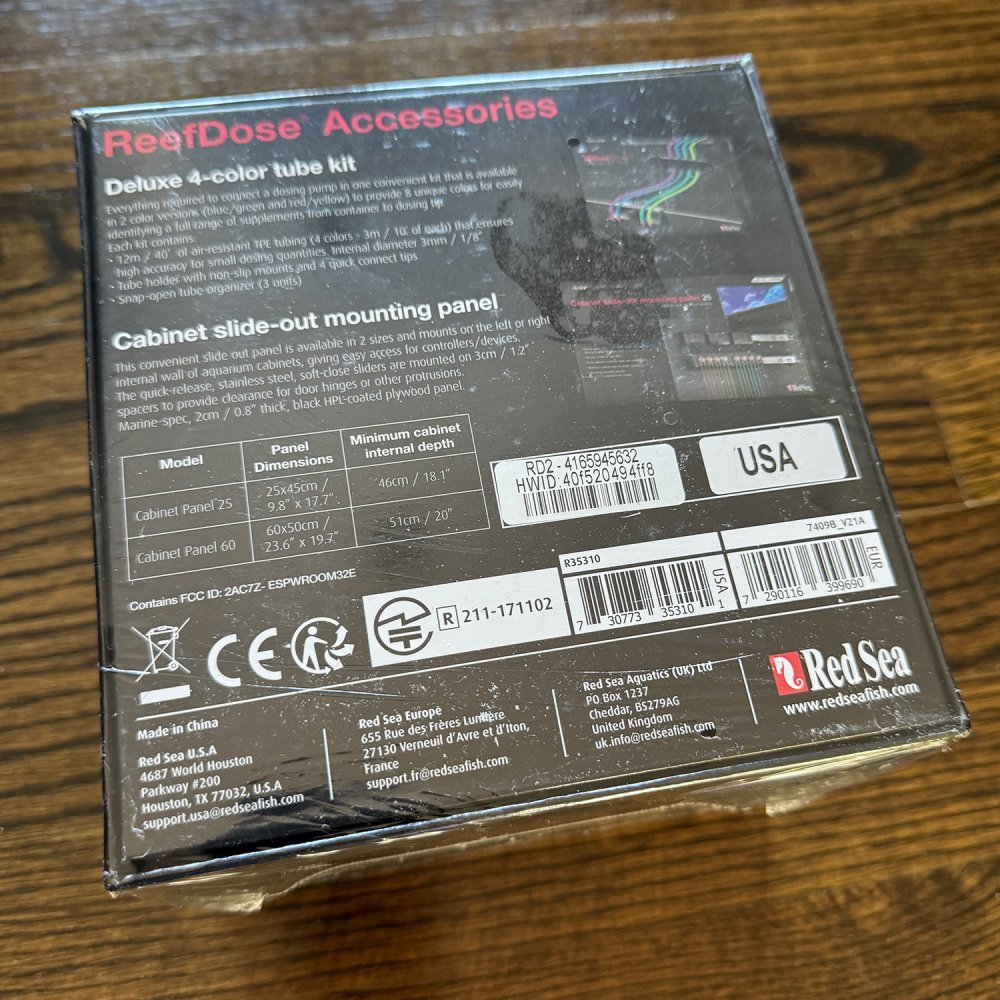 ReefDose Accessories
Deluxe 4-color tube kit
Everything required to connect a dosing pump in one convenient kit that is available
in 2 color versions (blue/green and red/yellow) to provide 8 unique colors for easily
identifying a full range of supplements from container to dosing tip.
Each kit contains:
• 12m / 40' of air-resistant TPE tubing (4 colors - 3m / 10' of each) that ensures
high accuracy for small dosing quantities. Internal diameter 3mm / 1/8"
• Tube holder with non-slip mounts and 4 quick connect tips
• Snap-open tube organizer (3 units)
Cabinet slide-out mounting panel
This convenient slide out panel is available in 2 sizes and mounts on the left or right
internal wall of aquarium cabinets, giving easy access for controllers/devices.
The quick-release, stainless steel, soft-close sliders are mounted on 3cm / 1.2"
spacers to provide clearance for door hinges or other protrusions.
Marine-spec, 2cm / 0.8" thick, black HPL-coated plywood panel.
Cabinet slide-out mounting panel 25
Model
Panel
Dimensions
Minimum cabinet
internal depth
Cabinet Panel 25
25x45cm /
9.8" x 17.7"
46cm / 18.1"
Cabinet Panel 60
60x50cm /
23.6" x 19.7"
51cm / 20"
RD2 - 4165945632
HWID: 40f520494ff8
USA
Contains FCC ID: 2AC7Z- ESPWROOM32E
R 211-171102
R35310
7 30773 35310 1
USA
7409B_V21A
7 290116 399690
EUR
CE
Red Sea
www.redseafish.com
Made in China
Red Sea U.S.A
4687 World Houston
Parkway #200
Houston, TX 77032, U.S.A
support.usa@redseafish.com
Red Sea Europe
655 Rue des Frères Lumière
27130 Verneuil d'Avre et d'Iton,
France
support.fr@redseafish.com
Red Sea Aquatics (UK) Ltd
PO Box 1237
Cheddar, BS279AG
United Kingdom
uk.info@redseafish.com